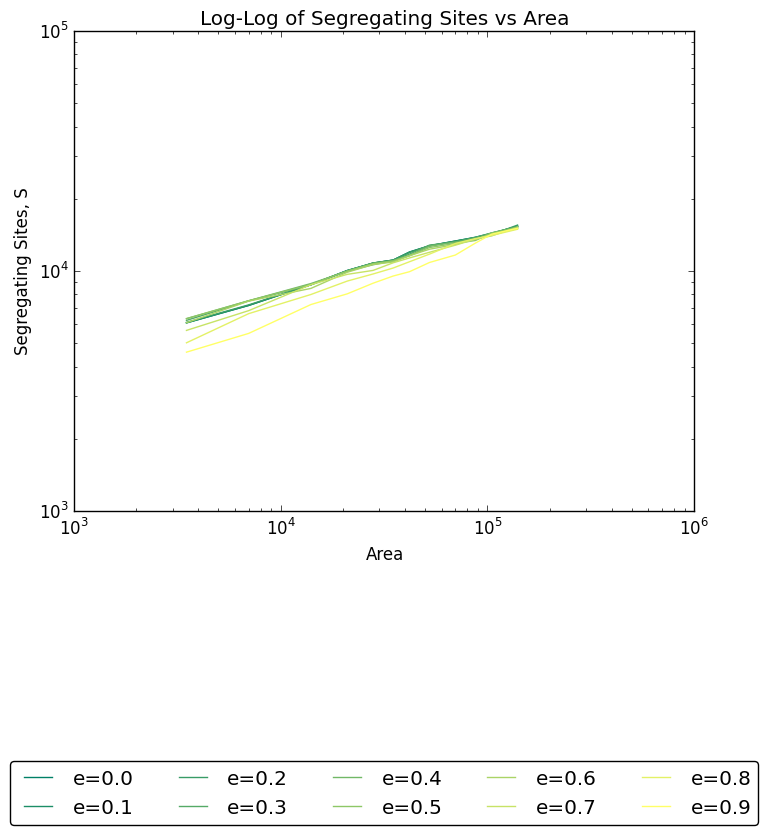 Log-Log of Segregating Sites vs Area
10^5
10^4
10^3
Segregating Sites, S
10^3 10^4 10^5 10^6
Area
e=0.0 e=0.2 e=0.4 e=0.6 e=0.8
e=0.1 e=0.3 e=0.5 e=0.7 e=0.9